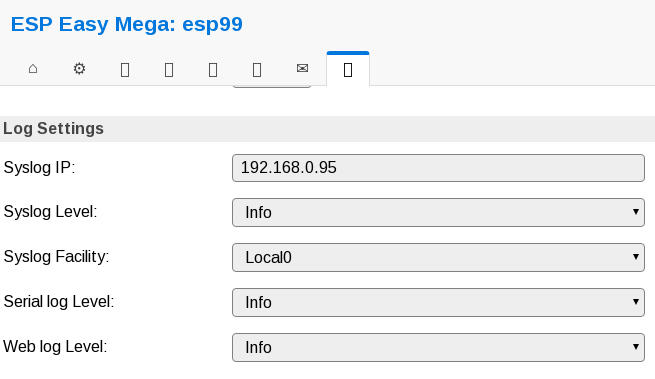 ESP Easy Mega: esp99
Log Settings
Syslog IP: 192.168.0.95
Syslog Level: Info
Syslog Facility: Local0
Serial log Level: Info
Web log Level: Info